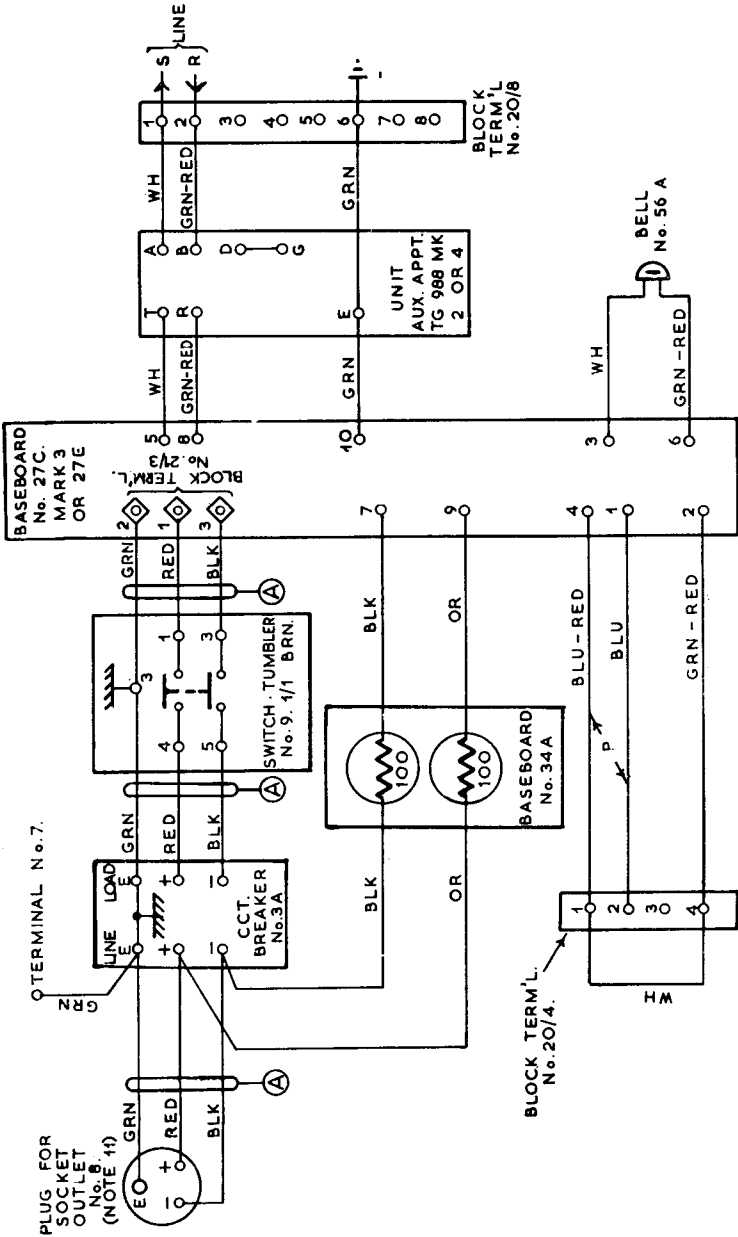 PLUG FOR
SOCKET
OUTLET
No. 8.
(NOTE 11)
E
+
−
GRN
RED
BLK
A
TERMINAL No. 7.
GRN
LINE
LOAD
E
E
+
+
−
−
CCT.
BREAKER
No. 3A
GRN
RED
BLK
A
3
4
1
5
3
SWITCH-TUMBLER
No. 9. 1/1 BRN.
GRN
RED
BLK
A
BASEBOARD
No. 27C.
MARK 3
OR 27E
2
1
3
BLOCK TERM'L.
No. 21/3
5
8
10
7
9
4
1
2
3
6
WH
GRN-RED
GRN
T
R
E
A
B
D
G
UNIT
AUX. APPT.
TG 988 MK
2 OR 4
WH
GRN-RED
GRN
1
2
3
4
5
6
7
8
BLOCK
TERM'L
No. 20/8
S
R
LINE
BLK
OR
100
100
BASEBOARD
No. 34A
BLK
OR
BLU-RED
BLU
GRN-RED
P
1
2
3
4
WH
BLOCK TERM'L.
No. 20/4.
WH
GRN-RED
BELL
No. 56 A